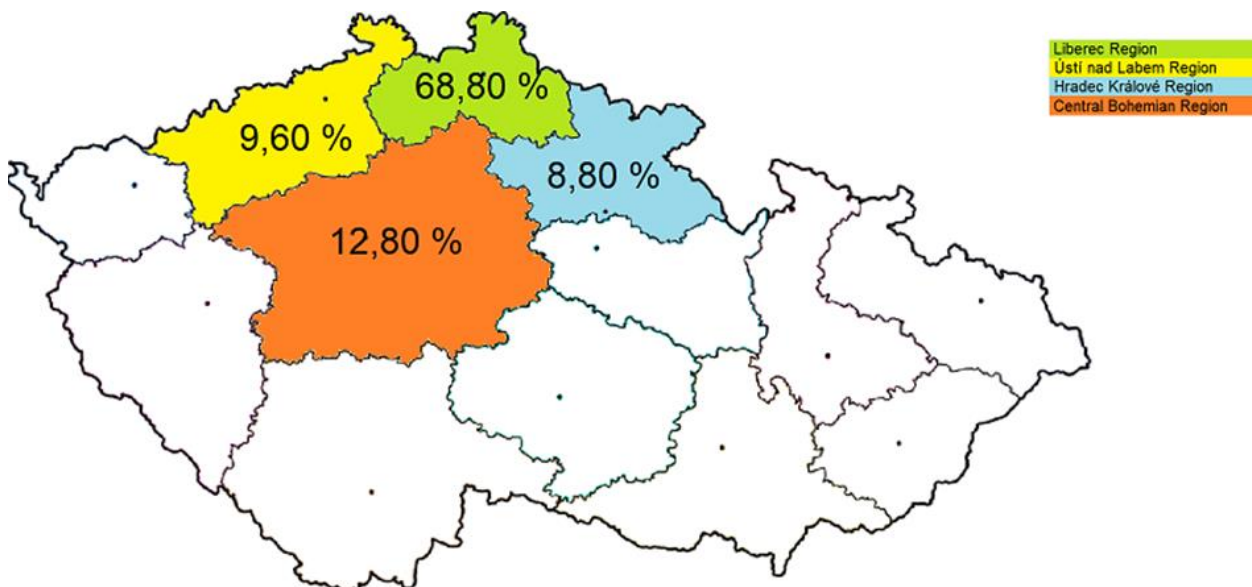 Liberec Region
Ústí nad Labem Region
Hradec Králové Region
Central Bohemian Region
68,80 %
9,60 %
8,80 %
12,80 %